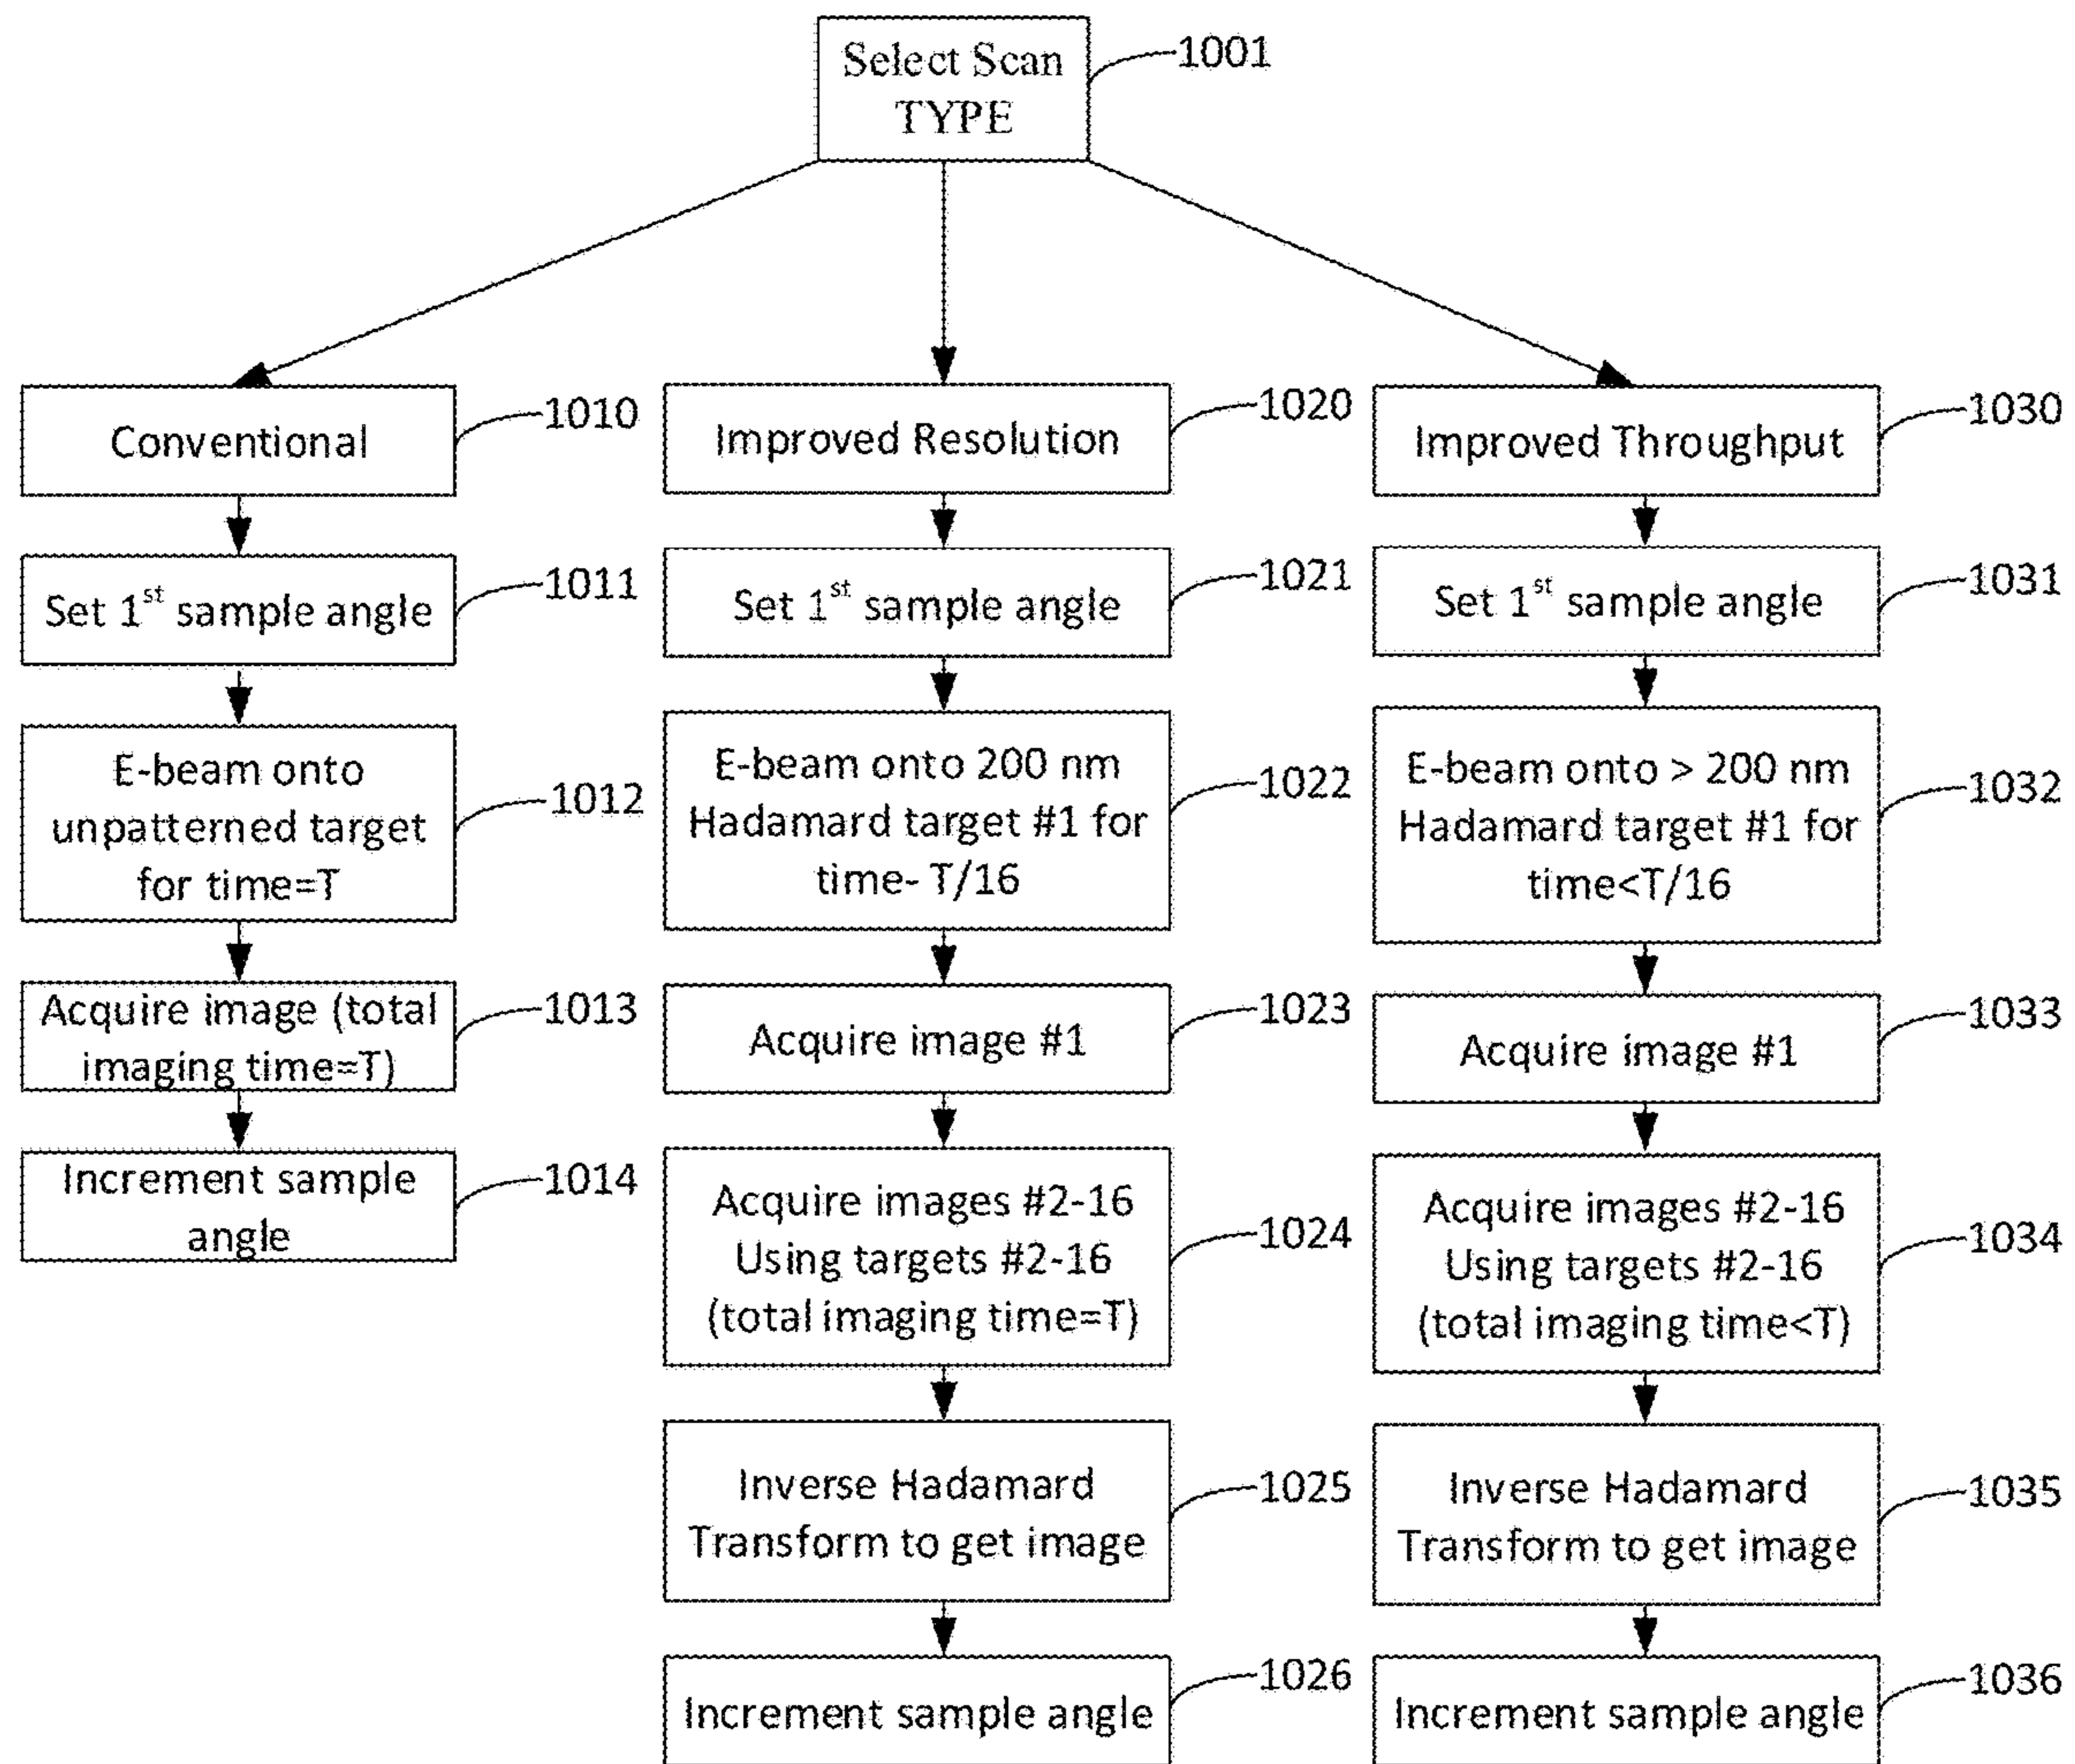 Select Scan
TYPE
1001
Conventional
1010
Set 1st sample angle
1011
E-beam onto
unpatterned target
for time=T
1012
Acquire image (total
imaging time=T)
1013
Increment sample
angle
1014
Improved Resolution
1020
Set 1st sample angle
1021
E-beam onto 200 nm
Hadamard target #1 for
time- T/16
1022
Acquire image #1
1023
Acquire images #2-16
Using targets #2-16
(total imaging time=T)
1024
Inverse Hadamard
Transform to get image
1025
Increment sample angle
1026
Improved Throughput
1030
Set 1st sample angle
1031
E-beam onto > 200 nm
Hadamard target #1 for
time<T/16
1032
Acquire image #1
1033
Acquire images #2-16
Using targets #2-16
(total imaging time<T)
1034
Inverse Hadamard
Transform to get image
1035
Increment sample angle
1036